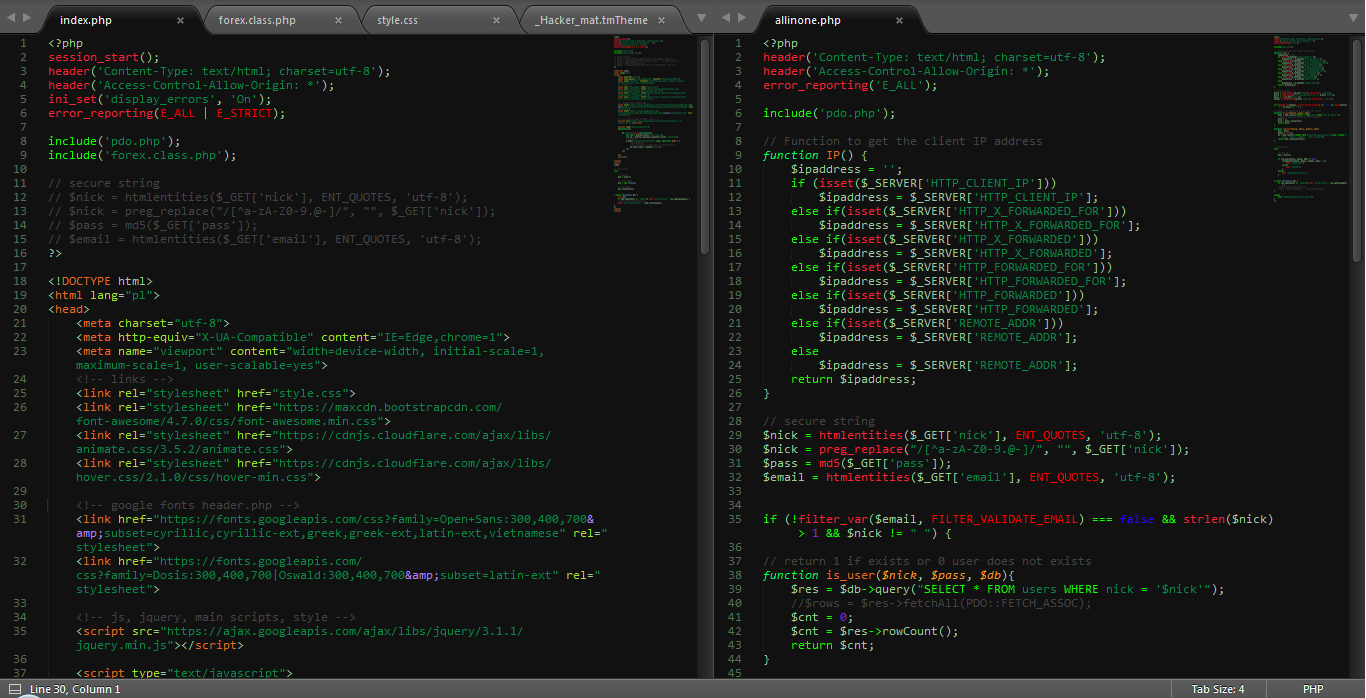 index.php × forex.class.php × style.css × _Hacker_mat.tmTheme × allinone.php ×
1 <?php
2 session_start();
3 header('Content-Type: text/html; charset=utf-8');
4 header('Access-Control-Allow-Origin: *');
5 ini_set('display_errors', 'On');
6 error_reporting(E_ALL | E_STRICT);
7
8 include('pdo.php');
9 include('forex.class.php');
10
11 // secure string
12 // $nick = htmlentities($_GET['nick'], ENT_QUOTES, 'utf-8');
13 // $nick = preg_replace("/[^a-zA-Z0-9.@-]/", "", $_GET['nick']);
14 // $pass = md5($_GET['pass']);
15 // $email = htmlentities($_GET['email'], ENT_QUOTES, 'utf-8');
16 ?>
17
18 <!DOCTYPE html>
19 <html lang="pl">
20 <head>
21 <meta charset="utf-8">
22 <meta http-equiv="X-UA-Compatible" content="IE=Edge,chrome=1">
23 <meta name="viewport" content="width=device-width, initial-scale=1,
maximum-scale=1, user-scalable=yes">
24 <!-- links -->
25 <link rel="stylesheet" href="style.css">
26 <link rel="stylesheet" href="https://maxcdn.bootstrapcdn.com/
font-awesome/4.7.0/css/font-awesome.min.css">
27 <link rel="stylesheet" href="https://cdnjs.cloudflare.com/ajax/libs/
animate.css/3.5.2/animate.css">
28 <link rel="stylesheet" href="https://cdnjs.cloudflare.com/ajax/libs/
hover.css/2.1.0/css/hover-min.css">
29
30 <!-- google fonts header.php -->
31 <link href="https://fonts.googleapis.com/css?family=Open+Sans:300,400,700&
amp;subset=cyrillic,cyrillic-ext,greek,greek-ext,latin-ext,vietnamese" rel="
stylesheet">
32 <link href="https://fonts.googleapis.com/
css?family=Dosis:300,400,700|Oswald:300,400,700&amp;subset=latin-ext" rel="
stylesheet">
33
34 <!-- js, jquery, main scripts, style -->
35 <script src="https://ajax.googleapis.com/ajax/libs/jquery/3.1.1/
jquery.min.js"></script>
36
37 <script type="text/javascript">
1 <?php
2 header('Content-Type: text/html; charset=utf-8');
3 header('Access-Control-Allow-Origin: *');
4 error_reporting('E_ALL');
5
6 include('pdo.php');
7
8 // Function to get the client IP address
9 function IP() {
10 $ipaddress = '';
11 if (isset($_SERVER['HTTP_CLIENT_IP']))
12 $ipaddress = $_SERVER['HTTP_CLIENT_IP'];
13 else if(isset($_SERVER['HTTP_X_FORWARDED_FOR']))
14 $ipaddress = $_SERVER['HTTP_X_FORWARDED_FOR'];
15 else if(isset($_SERVER['HTTP_X_FORWARDED']))
16 $ipaddress = $_SERVER['HTTP_X_FORWARDED'];
17 else if(isset($_SERVER['HTTP_FORWARDED_FOR']))
18 $ipaddress = $_SERVER['HTTP_FORWARDED_FOR'];
19 else if(isset($_SERVER['HTTP_FORWARDED']))
20 $ipaddress = $_SERVER['HTTP_FORWARDED'];
21 else if(isset($_SERVER['REMOTE_ADDR']))
22 $ipaddress = $_SERVER['REMOTE_ADDR'];
23 else
24 $ipaddress = $_SERVER['REMOTE_ADDR'];
25 return $ipaddress;
26 }
27
28 // secure string
29 $nick = htmlentities($_GET['nick'], ENT_QUOTES, 'utf-8');
30 $nick = preg_replace("/[^a-zA-Z0-9.@-]/", "", $_GET['nick']);
31 $pass = md5($_GET['pass']);
32 $email = htmlentities($_GET['email'], ENT_QUOTES, 'utf-8');
33
34
35 if (!filter_var($email, FILTER_VALIDATE_EMAIL) === false && strlen($nick)
> 1 && $nick != " ") {
36
37 // return 1 if exists or 0 user does not exists
38 function is_user($nick, $pass, $db){
39 $res = $db->query("SELECT * FROM users WHERE nick = '$nick'");
40 //$rows = $res->fetchAll(PDO::FETCH_ASSOC);
41 $cnt = 0;
42 $cnt = $res->rowCount();
43 return $cnt;
44 }
45
Line 30, Column 1 Tab Size: 4 PHP